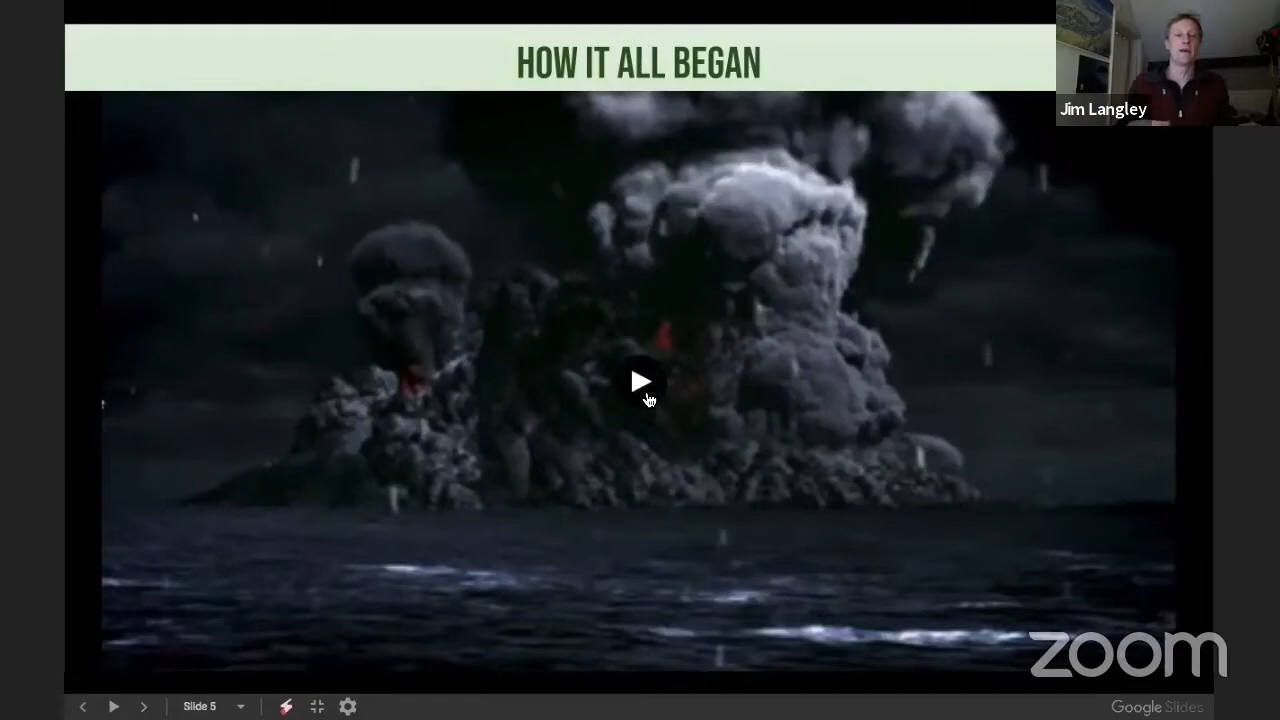 HOW IT ALL BEGAN
Jim Langley
zoom
Slide 5
Google Slides